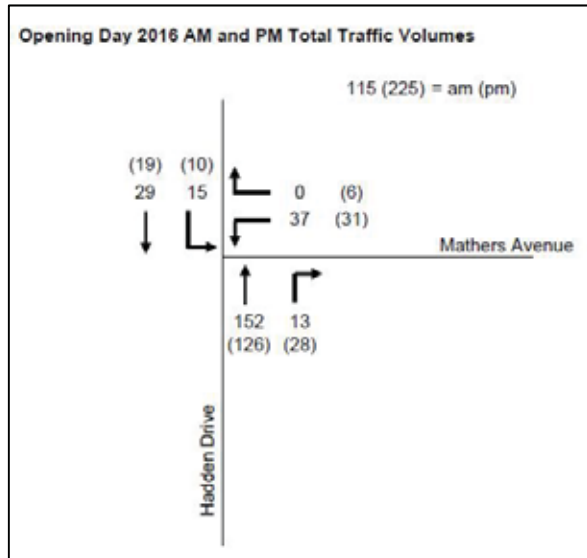 Opening Day 2016 AM and PM Total Traffic Volumes
115 (225) = am (pm)
(19) (10)
29 15 0 (6)
37 (31)
Mathers Avenue
152 13
(126) (28)
Hadden Drive